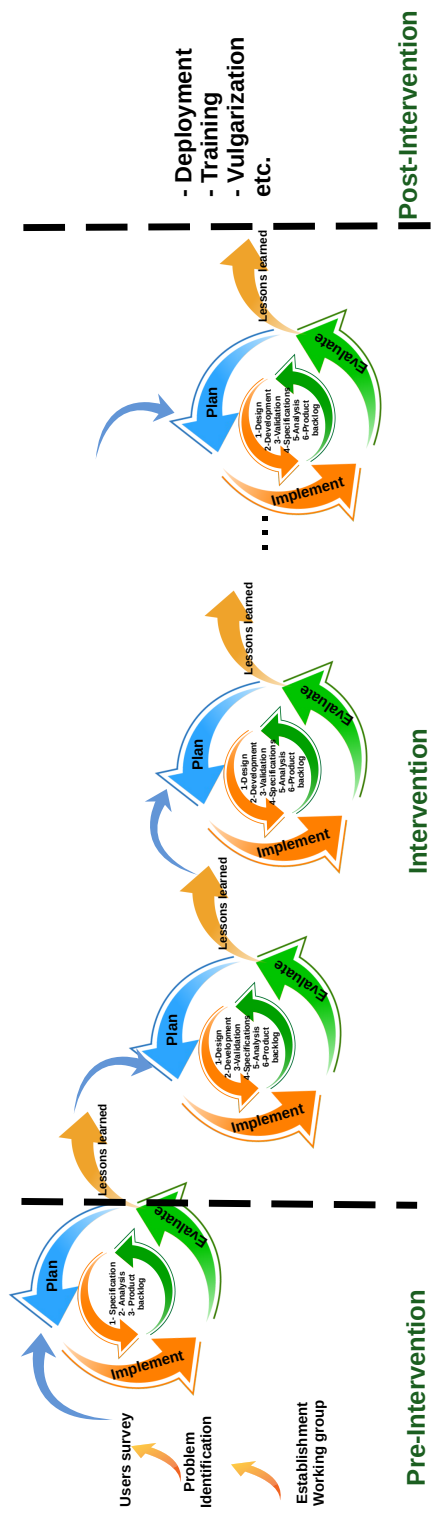 Establishment
Working group
Problem
Identification
Users survey
Plan
Implement
Evaluate
1- Specification
2- Analysis
3- Product
backlog
Lessons learned
Pre-Intervention
Plan
Implement
Evaluate
1-Design
2-Development
3-Validation
4-Specifications
5-Analysis
6-Product
backlog
Lessons learned
Plan
Implement
Evaluate
1-Design
2-Development
3-Validation
4-Specifications
5-Analysis
6-Product
backlog
Lessons learned
....
Plan
Implement
Evaluate
1-Design
2-Development
3-Validation
4-Specifications
5-Analysis
6-Product
backlog
Lessons learned
Intervention
- Deployment
- Training
- Vulgarization
etc.
Post-Intervention